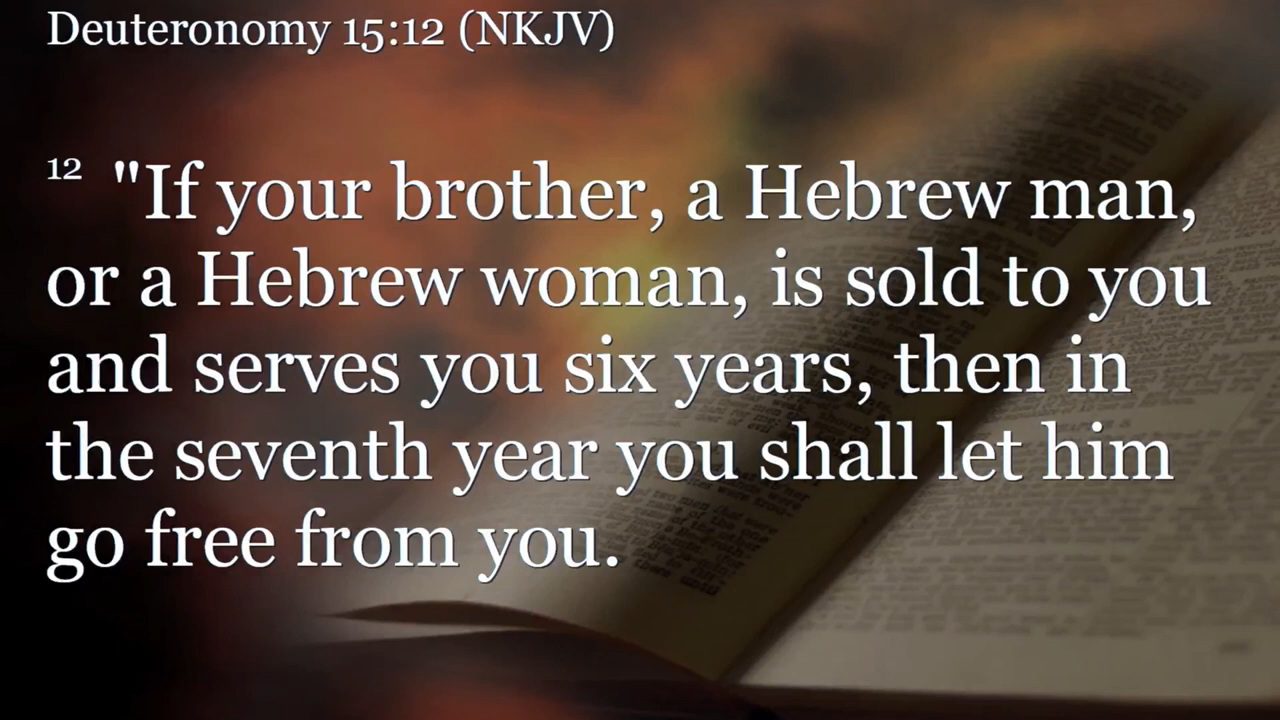 Deuteronomy 15:12 (NKJV)
12 "If your brother, a Hebrew man,
or a Hebrew woman, is sold to you
and serves you six years, then in
the seventh year you shall let him
go free from you.